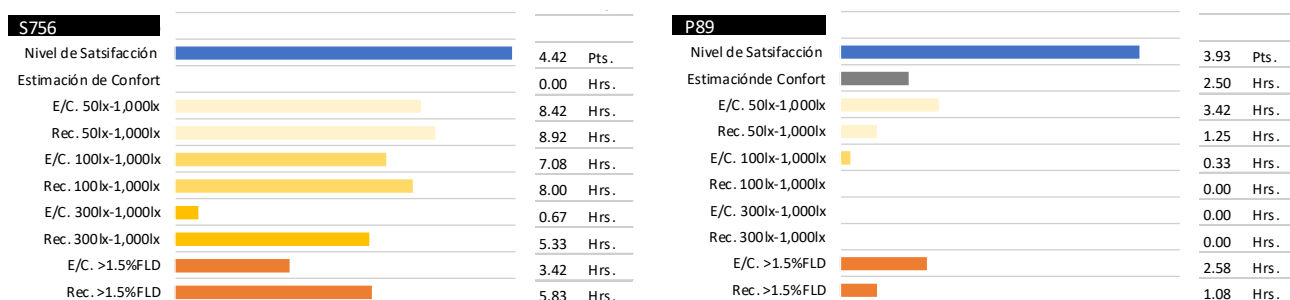 S756
Nivel de Satsifacción 4.42 Pts.
Estimación de Confort 0.00 Hrs.
E/C. 50lx-1,000lx 8.42 Hrs.
Rec. 50lx-1,000lx 8.92 Hrs.
E/C. 100lx-1,000lx 7.08 Hrs.
Rec. 100lx-1,000lx 8.00 Hrs.
E/C. 300lx-1,000lx 0.67 Hrs.
Rec. 300lx-1,000lx 5.33 Hrs.
E/C. >1.5%FLD 3.42 Hrs.
Rec. >1.5%FLD 5.83 Hrs.
P89
Nivel de Satsifacción 3.93 Pts.
Estimaciónde Confort 2.50 Hrs.
E/C. 50lx-1,000lx 3.42 Hrs.
Rec. 50lx-1,000lx 1.25 Hrs.
E/C. 100lx-1,000lx 0.33 Hrs.
Rec. 100lx-1,000lx 0.00 Hrs.
E/C. 300lx-1,000lx 0.00 Hrs.
Rec. 300lx-1,000lx 0.00 Hrs.
E/C. >1.5%FLD 2.58 Hrs.
Rec. >1.5%FLD 1.08 Hrs.